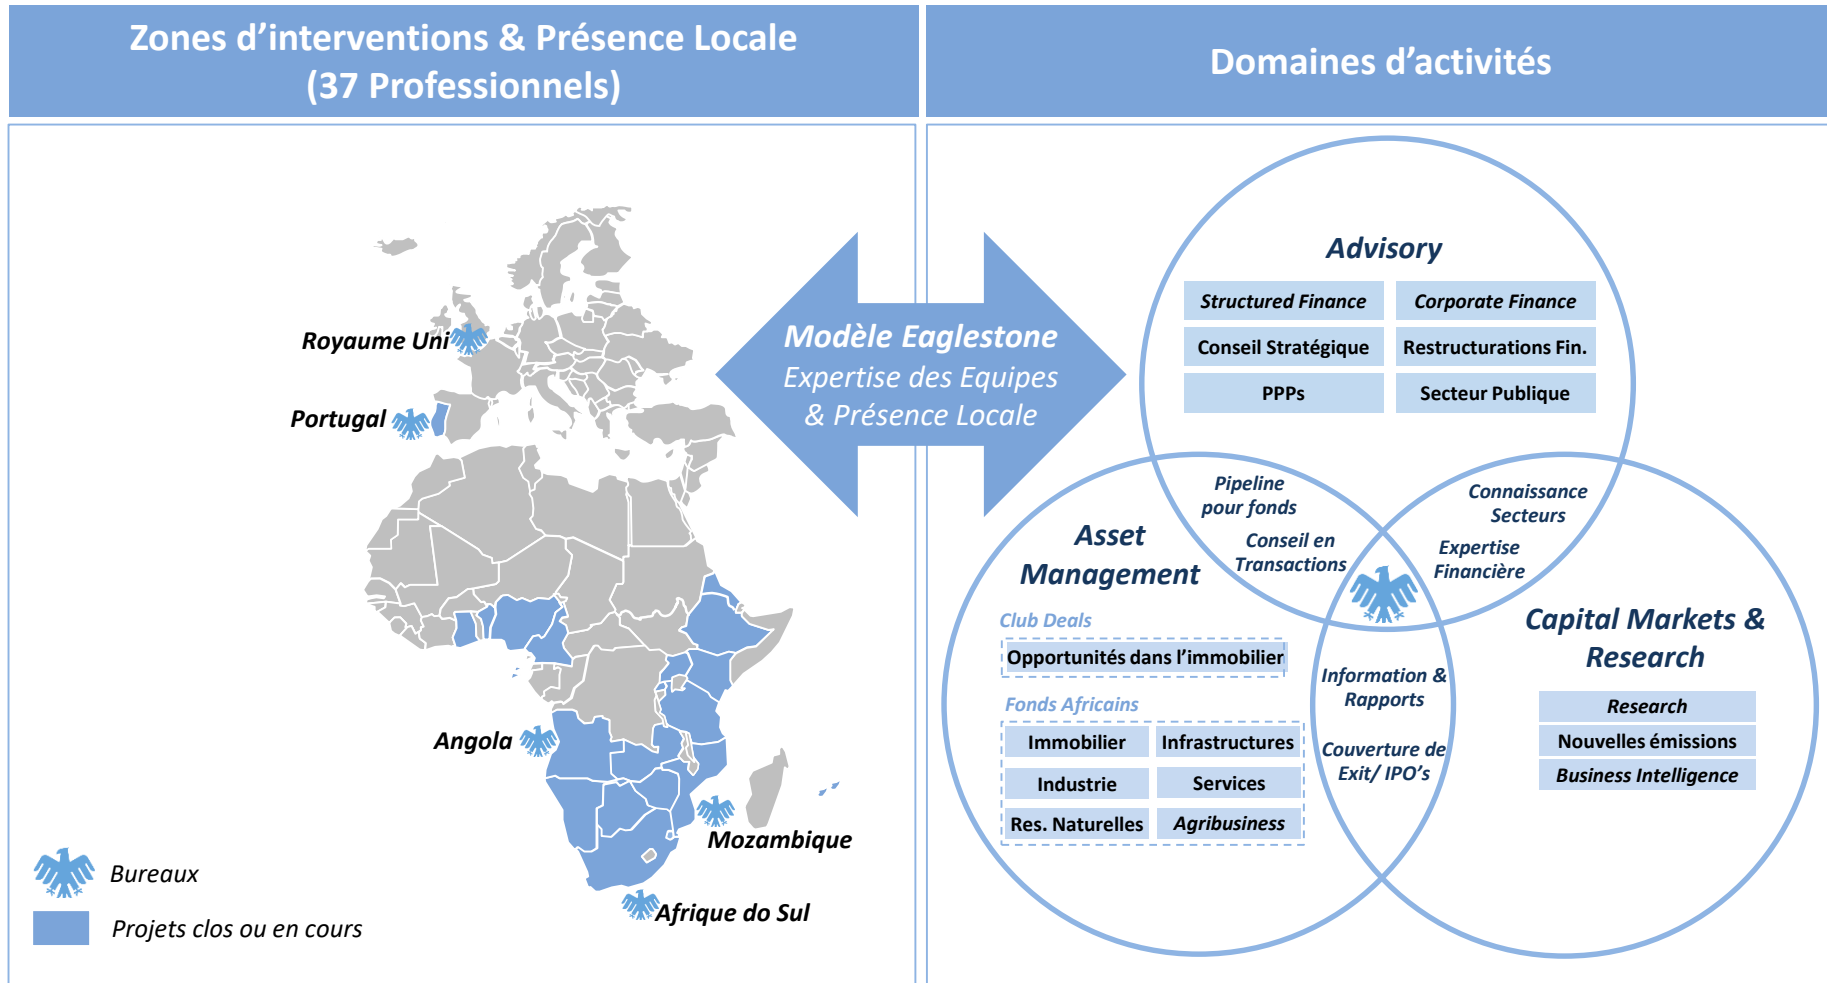 Zones d’interventions & Présence Locale
(37 Professionnels)
Domaines d’activités
Royaume Uni
Portugal
Angola
Mozambique
Afrique do Sul
Bureaux
Projets clos ou en cours
Modèle Eaglestone
Expertise des Equipes
& Présence Locale
Advisory
Structured Finance
Corporate Finance
Conseil Stratégique
Restructurations Fin.
PPPs
Secteur Publique
Pipeline
pour fonds
Conseil en
Transactions
Connaissance
Secteurs
Expertise
Financière
Asset
Management
Club Deals
Opportunités dans l’immobilier
Fonds Africains
Immobilier
Infrastructures
Industrie
Services
Res. Naturelles
Agribusiness
Information &
Rapports
Couverture de
Exit/ IPO’s
Capital Markets &
Research
Research
Nouvelles émissions
Business Intelligence